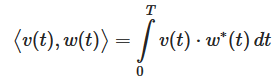 ⟨v(t), w(t)⟩ = ∫₀ᵀ v(t) · w*(t) dt